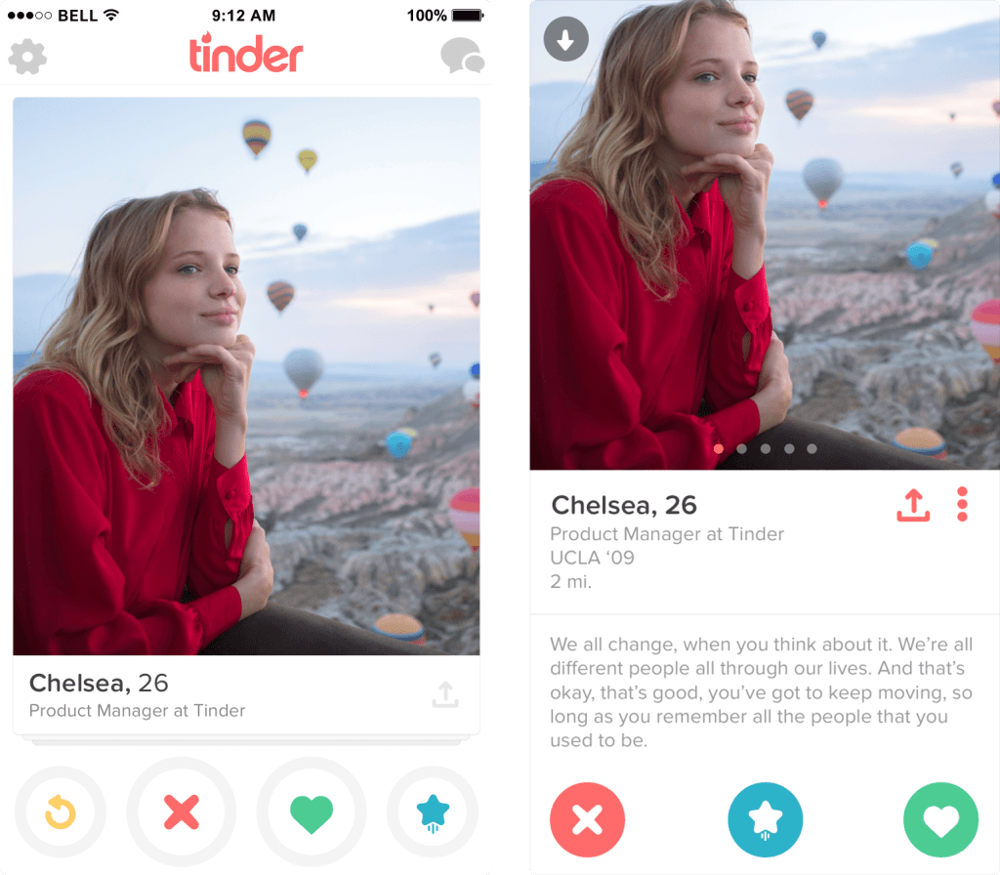 BELL 9:12 AM 100%
tinder
Chelsea, 26
Product Manager at Tinder
Chelsea, 26
Product Manager at Tinder
UCLA ‘09
2 mi.
We all change, when you think about it. We’re all
different people all through our lives. And that’s
okay, that’s good, you’ve got to keep moving, so
long as you remember all the people that you
used to be.